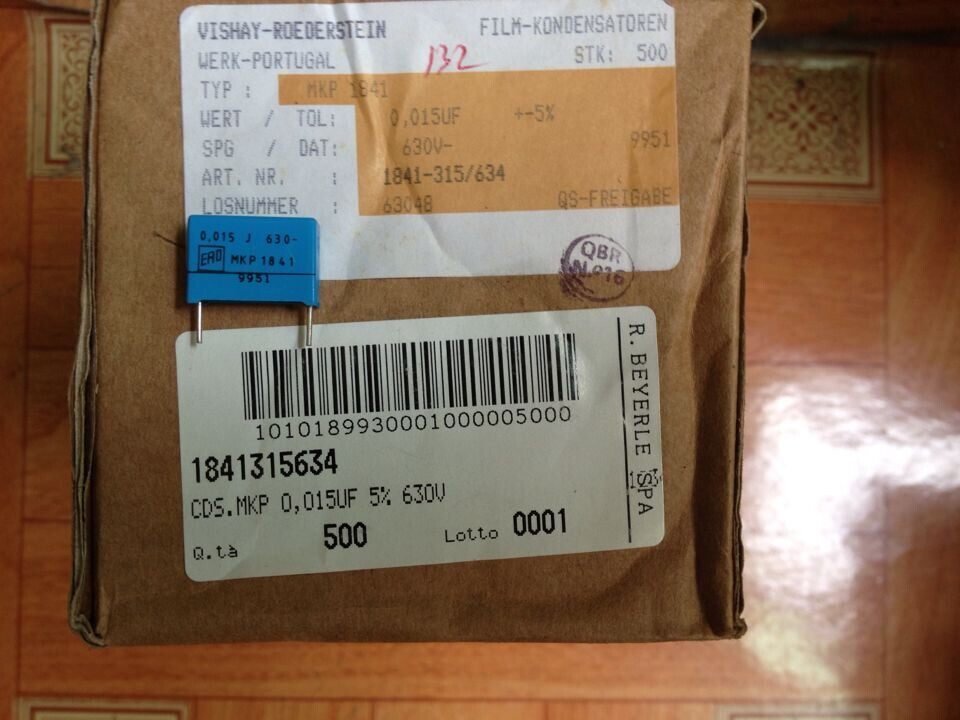 VISHAY-ROEDERSTEIN FILM-KONDENSATOREN
WERK-PORTUGAL 132 STK: 500
TYP : MKP 1841
WERT / TOL: 0,015UF +-5%
SPG / DAT: 630V- 9951
ART. NR. : 1841-315/634
LOSNUMMER : 63048 QS-FREIGABE
QBR
N.916
0,015 J 630-
ERO MKP 1841
9951
1010189930001000005000
1841315634
CDS.MKP 0,015UF 5% 630V
Q.tà 500 Lotto 0001
R. BEYERLE SPA